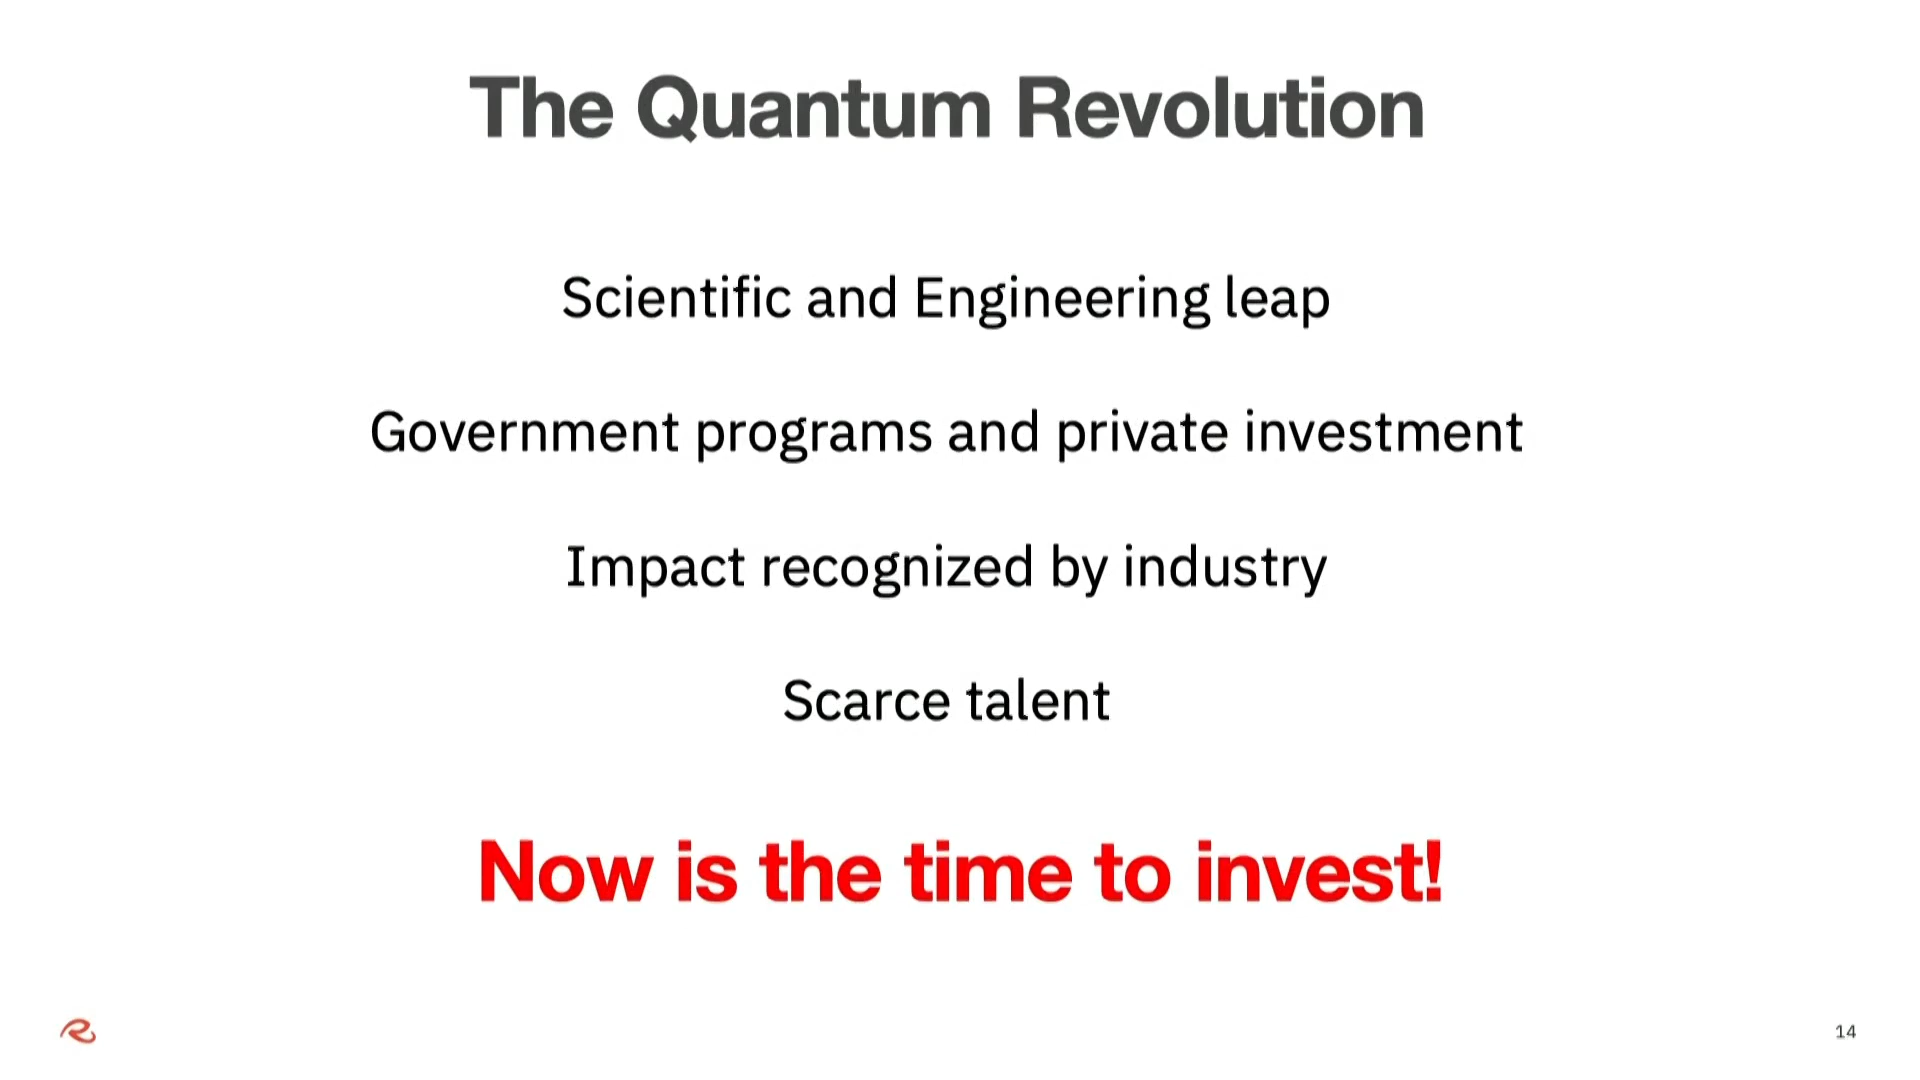 The Quantum Revolution
Scientific and Engineering leap
Government programs and private investment
Impact recognized by industry
Scarce talent
Now is the time to invest!
14